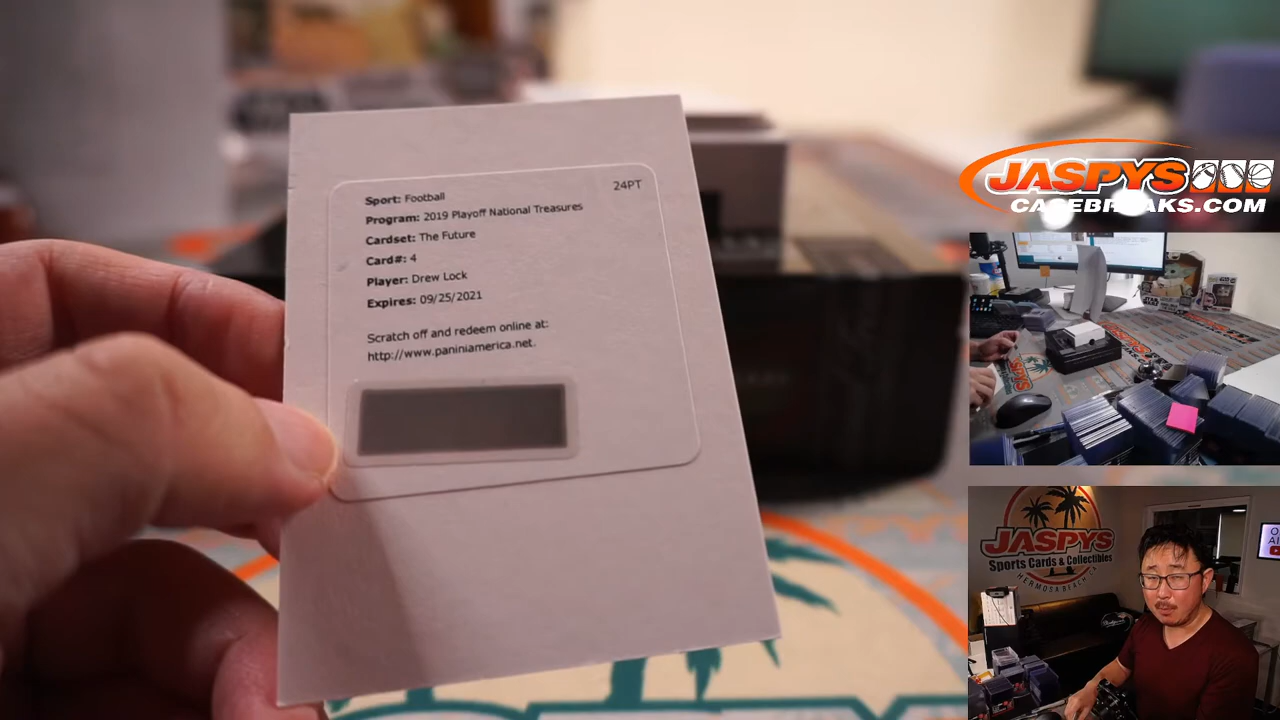 24PT
Sport: Football
Program: 2019 Playoff National Treasures
Cardset: The Future
Card#: 4
Player: Drew Lock
Expires: 09/25/2021
Scratch off and redeem online at:
http://www.paniniamerica.net.
JASPYS
CASEBREAKS.COM
JASPYS
Sports Cards & Collectibles
HERMOSA BEACH, CA